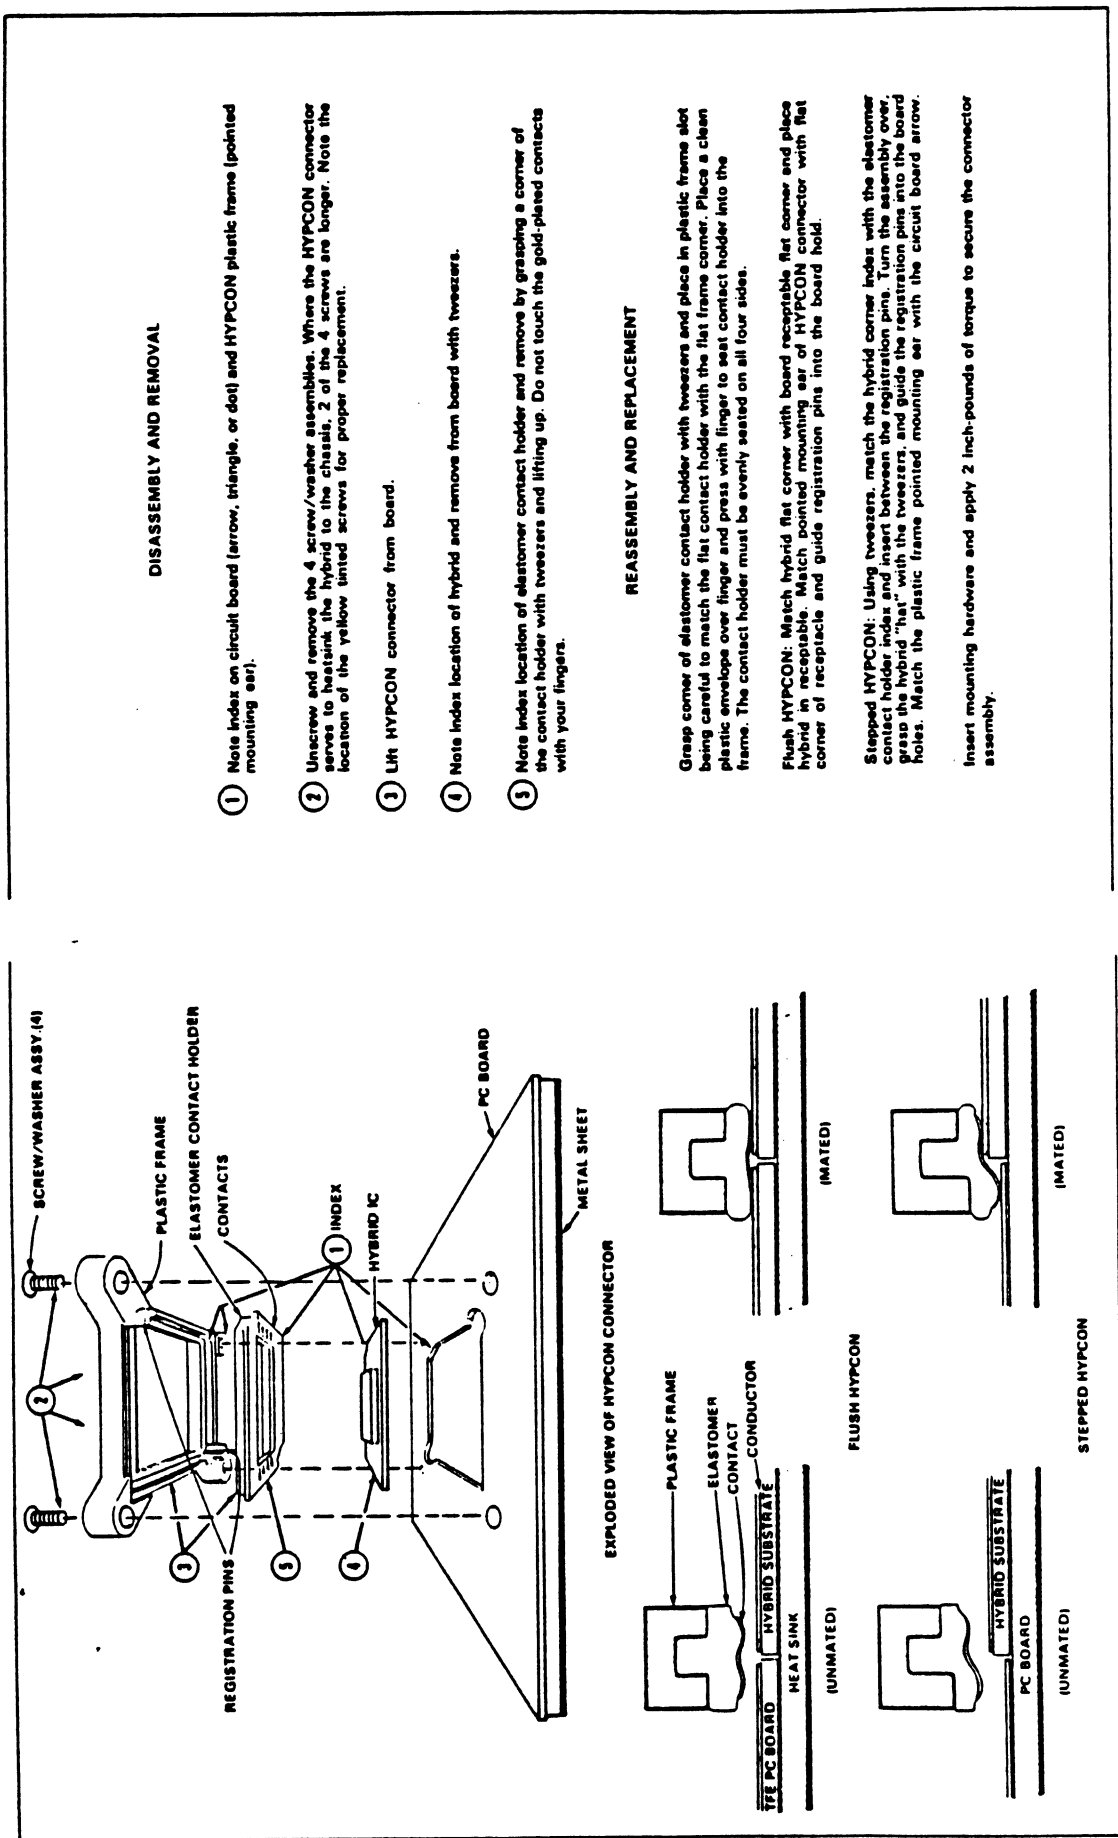 SCREW/WASHER ASSY.(4)
2
PLASTIC FRAME
ELASTOMER CONTACT HOLDER
CONTACTS
1 INDEX
HYBRID IC
PC BOARD
METAL SHEET
3
REGISTRATION PINS
5
4
EXPLODED VIEW OF HYPCON CONNECTOR
PLASTIC FRAME
ELASTOMER
CONTACT
CONDUCTOR
TFE PC BOARD
HYBRID SUBSTRATE
HEAT SINK
(UNMATED)
(MATED)
FLUSH HYPCON
HYBRID SUBSTRATE
PC BOARD
(UNMATED)
(MATED)
STEPPED HYPCON
DISASSEMBLY AND REMOVAL
1 Note index on circuit board (arrow, triangle, or dot) and HYPCON plastic frame (pointed
mounting ear).
2 Unscrew and remove the 4 screw/washer assemblies. Where the HYPCON connector
serves to heatsink the hybrid to the chassis, 2 of the 4 screws are longer. Note the
location of the yellow tinted screws for proper replacement.
3 Lift HYPCON connector from board.
4 Note index location of hybrid and remove from board with tweezers.
5 Note index location of elastomer contact holder and remove by grasping a corner of
the contact holder with tweezers and lifting up. Do not touch the gold-plated contacts
with your fingers.
REASSEMBLY AND REPLACEMENT
Grasp corner of elastomer contact holder with tweezers and place in plastic frame slot
being careful to match the flat contact holder with the flat frame corner. Place a clean
plastic envelope over finger and press with finger to seat contact holder into the
frame. The contact holder must be evenly seated on all four sides.
Flush HYPCON: Match hybrid flat corner with board receptable flat corner and place
hybrid in receptable. Match pointed mounting ear of HYPCON connector with flat
corner of receptacle and guide registration pins into the board hold.
Stepped HYPCON: Using tweezers, match the hybrid corner index with the elastomer
contact holder index and insert between the registration pins. Turn the assembly over,
grasp the hybrid "hat" with the tweezers, and guide the registration pins into the board
holes. Match the plastic frame pointed mounting ear with the circuit board arrow.
Insert mounting hardware and apply 2 inch-pounds of torque to secure the connector
assembly.